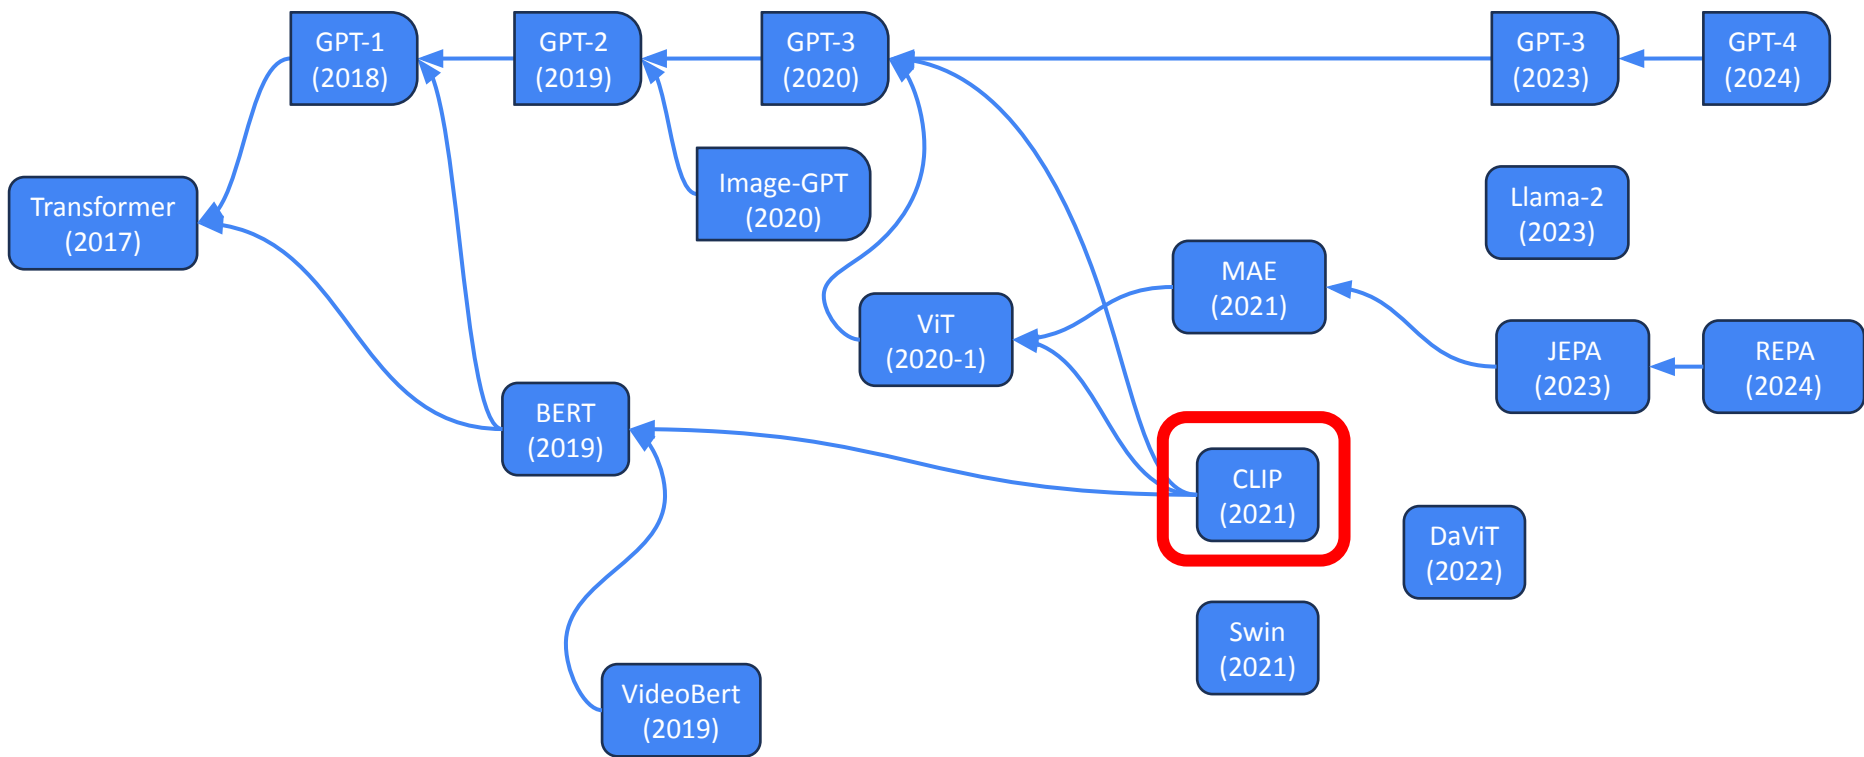 GPT-1
(2018)
GPT-2
(2019)
GPT-3
(2020)
GPT-3
(2023)
GPT-4
(2024)
Transformer
(2017)
Image-GPT
(2020)
Llama-2
(2023)
MAE
(2021)
ViT
(2020-1)
JEPA
(2023)
REPA
(2024)
BERT
(2019)
CLIP
(2021)
DaViT
(2022)
Swin
(2021)
VideoBert
(2019)